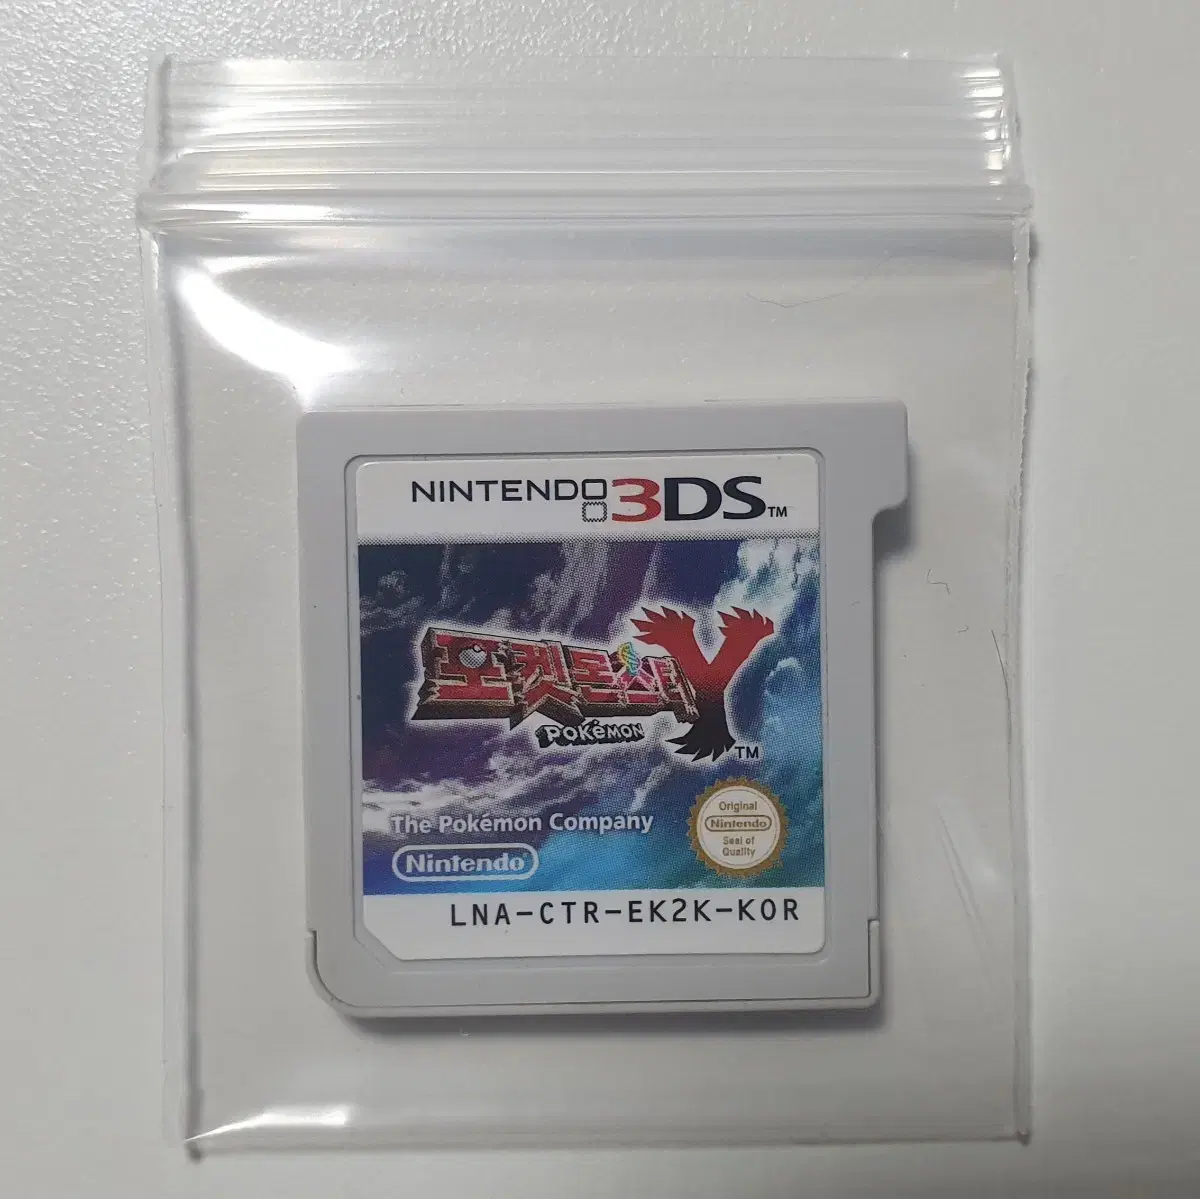 NINTENDO 3DS™
포켓몬스터 Y
POKéMON ™
The Pokémon Company
Nintendo®
Original
Nintendo
Seal of
Quality
LNA-CTR-EK2K-KOR